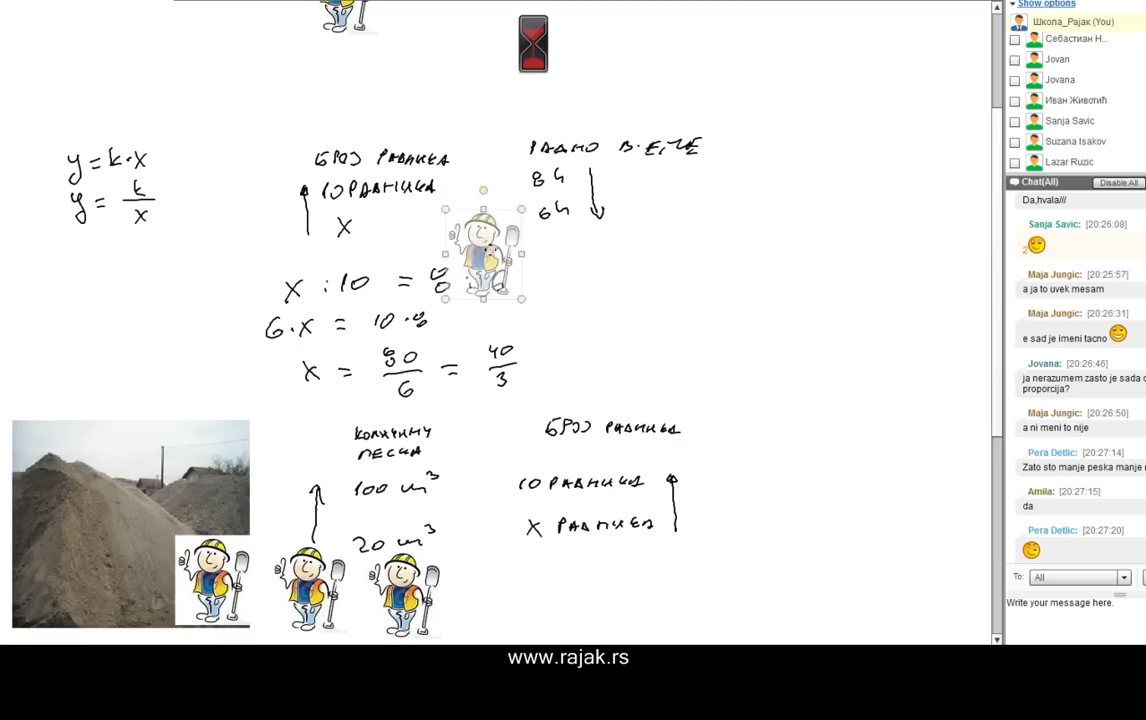 y = k·x
y = k/x
БРОЈ РАДНИКА
РАДНО ВРЕМЕ
10 РАДНИКА
8h
X
6h
x : 10 = 8 : 6
6·x = 10·8
x = 80/6 = 40/3
КОЛИЧИНУ ПЕСКА
БРОЈ РАДНИКА
100 m³
10 РАДНИКА
20 m³
X РАДНИКА
www.rajak.rs
Show options
Школа_Рајак (You)
Себастиан Н...
Jovan
Jovana
Иван Животић
Sanja Savic
Suzana Isakov
Lazar Ruzic
Chat(All)
Disable All...
Da,hvala///
Sanja Savic: [20:26:08]
2
Maja Jungic: [20:25:57]
a ja to uvek mesam
Maja Jungic: [20:26:31]
e sad je imeni tacno
Jovana: [20:26:46]
ja nerazumem zasto je sada
proporcija?
Maja Jungic: [20:26:50]
a ni meni to nije
Pera Detlic: [20:27:14]
Zato sto manje peska manje
Amila: [20:27:15]
da
Pera Detlic: [20:27:20]
To: All
Write your message here.